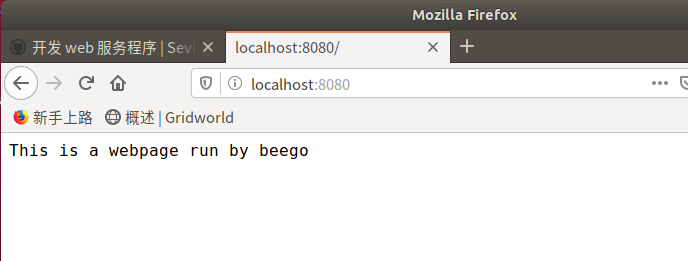 Mozilla Firefox
开发 web 服务程序 | Sevi
localhost:8080/
localhost:8080
新手上路 概述 | Gridworld
This is a webpage run by beego